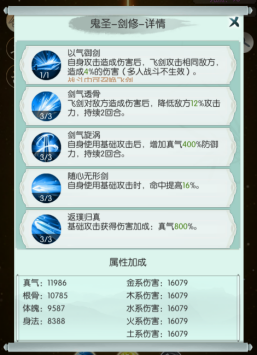 鬼圣-剑修-详情
以气御剑
自身攻击造成伤害后，飞剑攻击相同敌方，
造成4%的伤害（多人战斗不生效）。
1/1
剑气透骨
飞剑对敌方造成伤害后，降低敌方12%攻击
力，持续2回合。
3/3
剑气旋涡
自身使用基础攻击后，增加真气400%防御
力，持续2回合。
3/3
随心无形剑
自身使用基础攻击时，命中提高16%。
3/3
返璞归真
基础攻击获得伤害加成：真气800%。
3/3
属性加成
真气：11986 金系伤害：16079
根骨：10785 木系伤害：16079
体魄：9587 水系伤害：16079
身法：8388 火系伤害：16079
土系伤害：16079